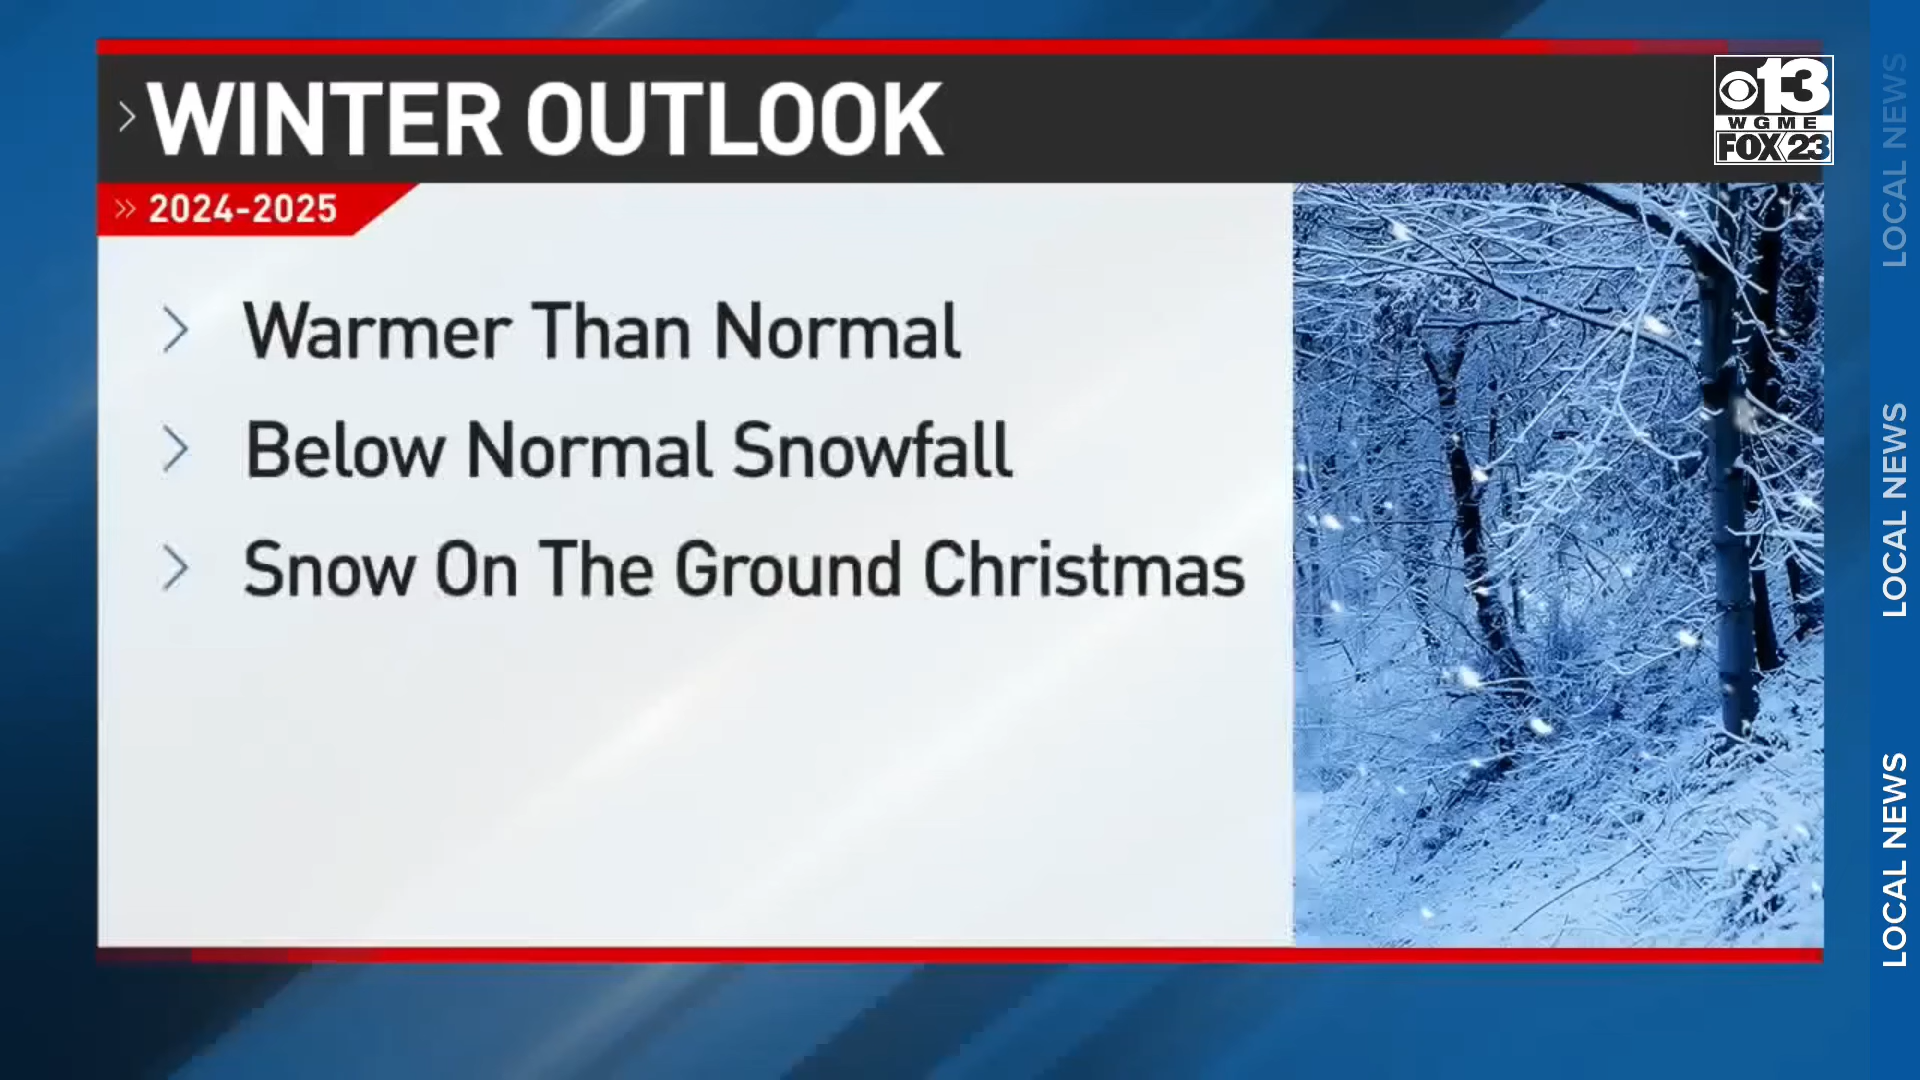 WINTER OUTLOOK
2024-2025
Warmer Than Normal
Below Normal Snowfall
Snow On The Ground Christmas
13
WGME
FOX 23
LOCAL NEWS
LOCAL NEWS
LOCAL NEWS